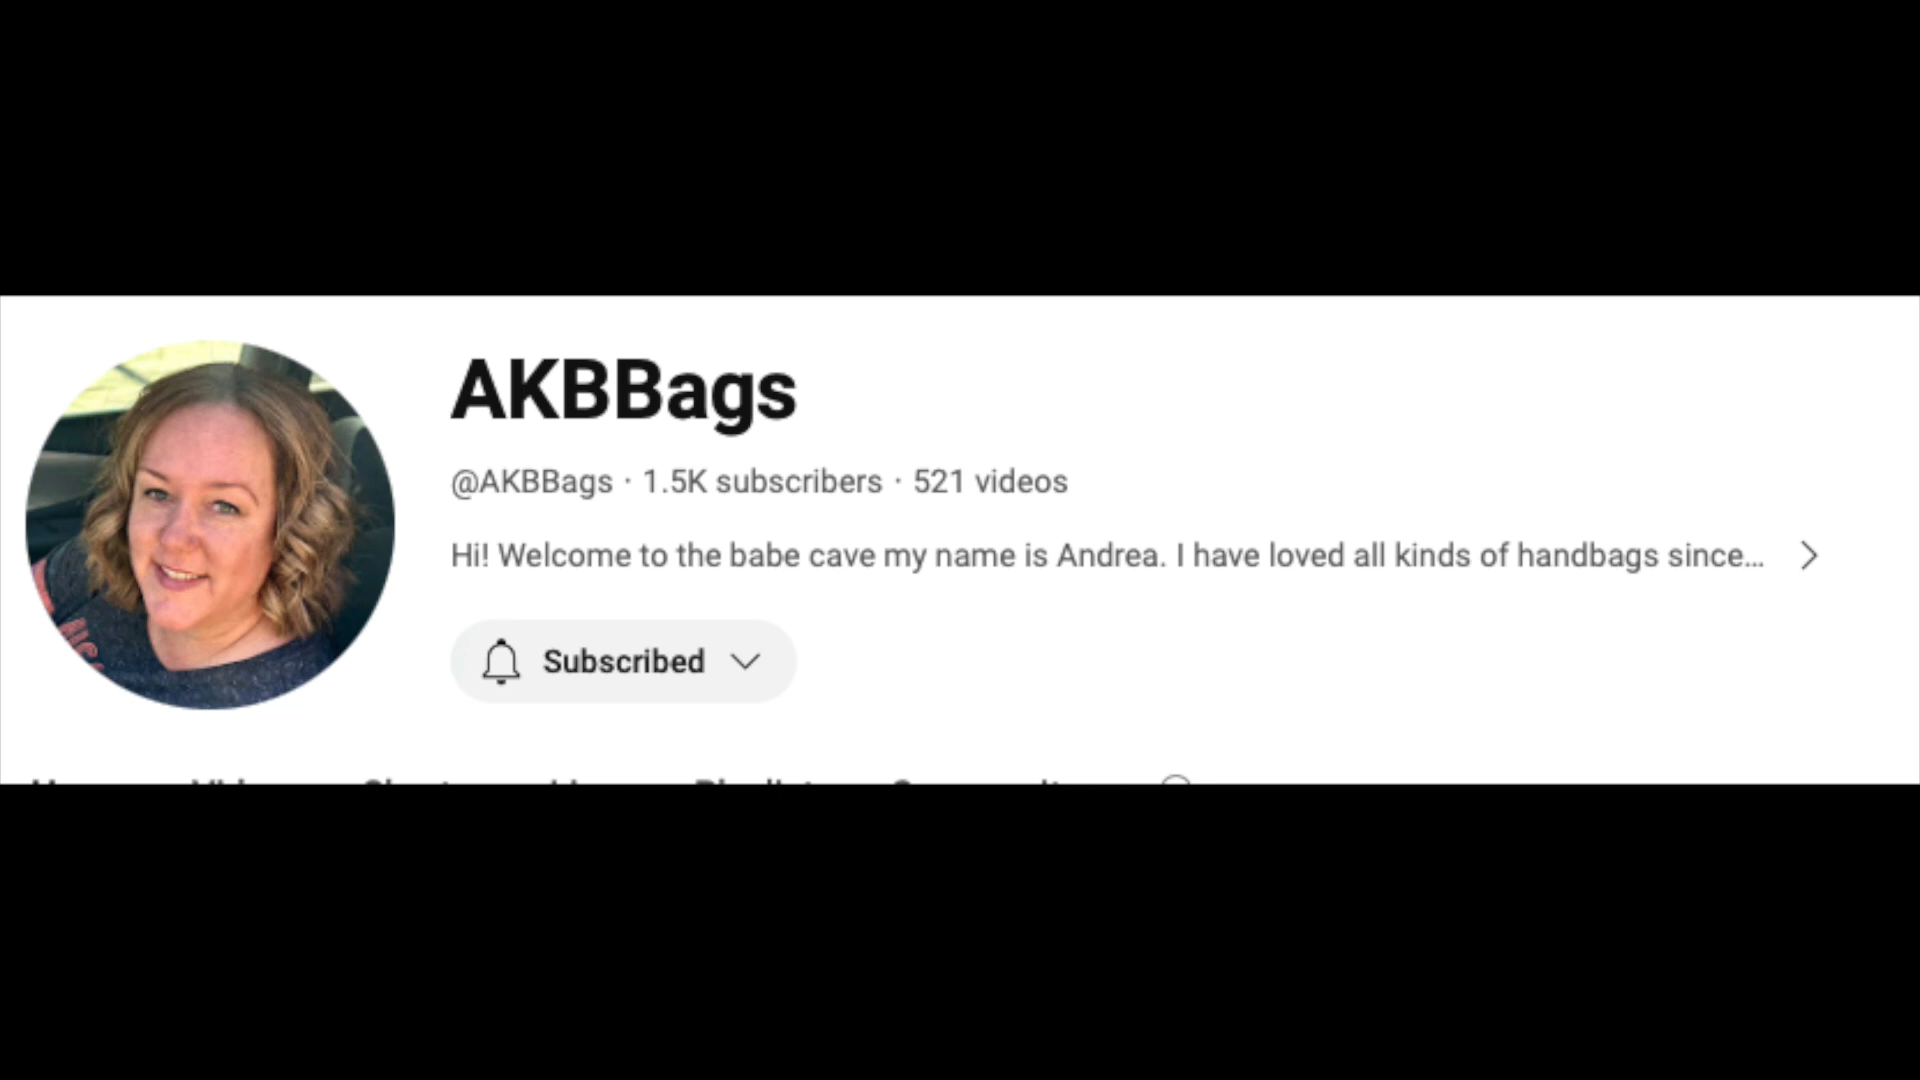 AKBBags
@AKBBags · 1.5K subscribers · 521 videos
Hi! Welcome to the babe cave my name is Andrea. I have loved all kinds of handbags since...
Subscribed